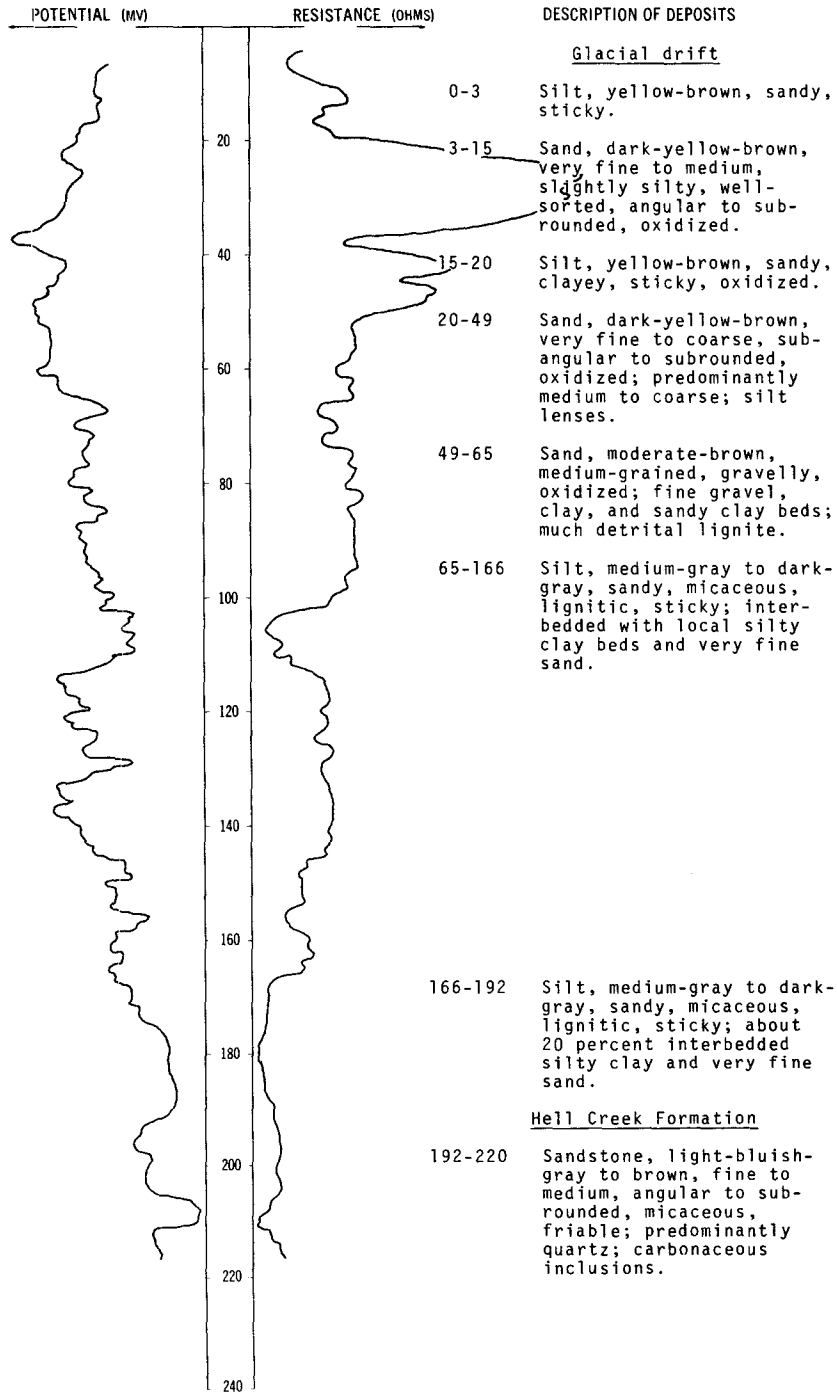 POTENTIAL (MV) RESISTANCE (OHMS) DESCRIPTION OF DEPOSITS
Glacial drift
0-3 Silt, yellow-brown, sandy,
sticky.
3-15 Sand, dark-yellow-brown,
very fine to medium,
slightly silty, well-
sorted, angular to sub-
rounded, oxidized.
15-20 Silt, yellow-brown, sandy,
clayey, sticky, oxidized.
20-49 Sand, dark-yellow-brown,
very fine to coarse, sub-
angular to subrounded,
oxidized; predominantly
medium to coarse; silt
lenses.
49-65 Sand, moderate-brown,
medium-grained, gravelly,
oxidized; fine gravel,
clay, and sandy clay beds;
much detrital lignite.
65-166 Silt, medium-gray to dark-
gray, sandy, micaceous,
lignitic, sticky; inter-
bedded with local silty
clay beds and very fine
sand.
166-192 Silt, medium-gray to dark-
gray, sandy, micaceous,
lignitic, sticky; about
20 percent interbedded
silty clay and very fine
sand.
Hell Creek Formation
192-220 Sandstone, light-bluish-
gray to brown, fine to
medium, angular to sub-
rounded, micaceous,
friable; predominantly
quartz; carbonaceous
inclusions.
20
40
60
80
100
120
140
160
180
200
220
240